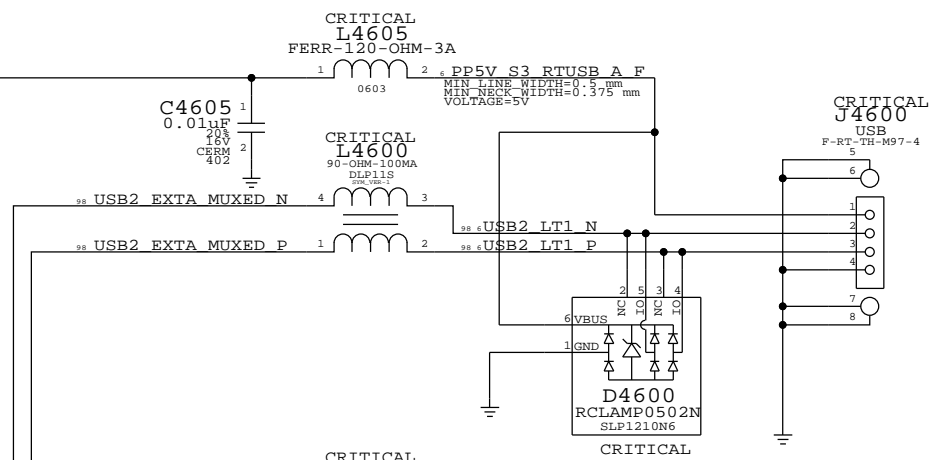 CRITICAL
L4605
FERR-120-OHM-3A
1 2
0603
6 PP5V_S3_RTUSB_A_F
MIN_LINE_WIDTH=0.5 mm
MIN_NECK_WIDTH=0.375 mm
VOLTAGE=5V
C4605 1
0.01uF
20%
16V
CERM 2
402
CRITICAL
L4600
90-OHM-100MA
DLP11S
SYM_VER-1
98 USB2_EXTA_MUXED_N 4 3
98 6 USB2_LT1_N
98 USB2_EXTA_MUXED_P 1 2
98 6 USB2_LT1_P
CRITICAL
J4600
USB
F-RT-TH-M97-4
5
6
1
2
3
4
7
8
2 5 3 4
NC IO NC IO
6 VBUS
1 GND
D4600
RCLAMP0502N
SLP1210N6
CRITICAL
CRITICAL